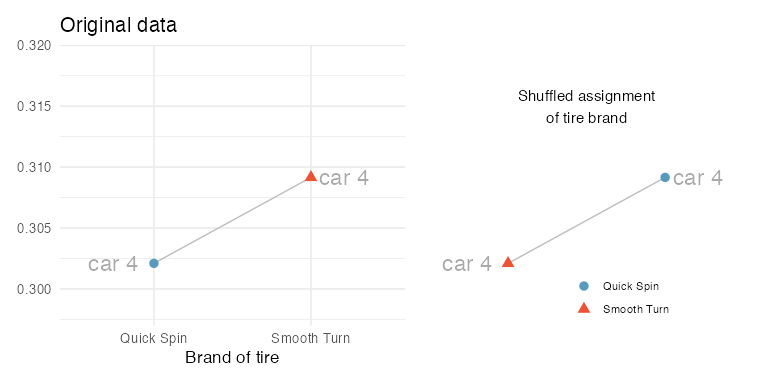 Original data
0.320
0.315
0.310
0.305
0.300
car 4
car 4
Quick Spin
Smooth Turn
Brand of tire
Shuffled assignment
of tire brand
car 4
car 4
Quick Spin
Smooth Turn